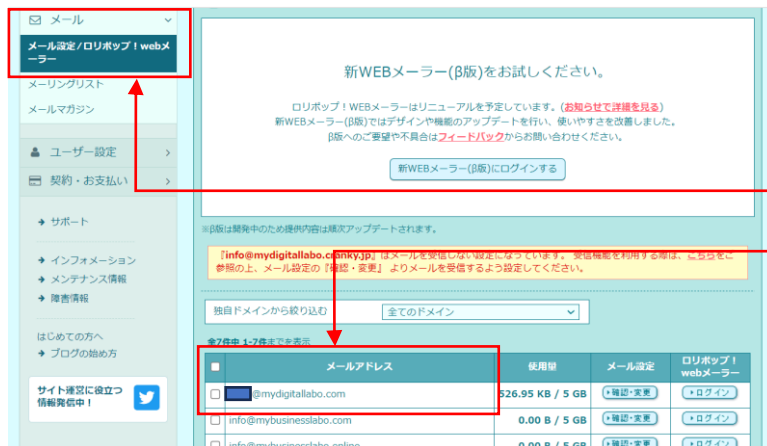 メール
メール設定/ロリポップ!webメ
ーラー
メーリングリスト
メールマガジン
ユーザー設定
契約・お支払い
サポート
インフォメーション
メンテナンス情報
障害情報
はじめての方へ
ブログの始め方
サイト運営に役立つ
情報発信中!
新WEBメーラー(β版)をお試しください。
ロリポップ!WEBメーラーはリニューアルを予定しています。(お知らせで詳細を見る)
新WEBメーラー(β版)ではデザインや機能のアップデートを行い、使いやすさを改善しました。
β版へのご要望や不具合はフィードバックからお問い合わせください。
新WEBメーラー(β版)にログインする
※β版は開発中のため提供内容は順次アップデートされます。
『info@mydigitallabo.cranky.jp』はメールを受信しない設定になっています。 受信機能を利用する際は、こちらをご
参照の上、メール設定の『確認・変更』 よりメールを受信するよう設定してください。
独自ドメインから絞り込む 全てのドメイン
全7件中 1-7件までを表示
メールアドレス 使用量 メール設定 ロリポップ!
webメーラー
@mydigitallabo.com 526.95 KB / 5 GB 確認・変更 ログイン
info@mybusinesslabo.com 0.00 B / 5 GB 確認・変更 ログイン
info@mybusinesslabo.online 0.00 B / 5 GB 確認・変更 ログイン